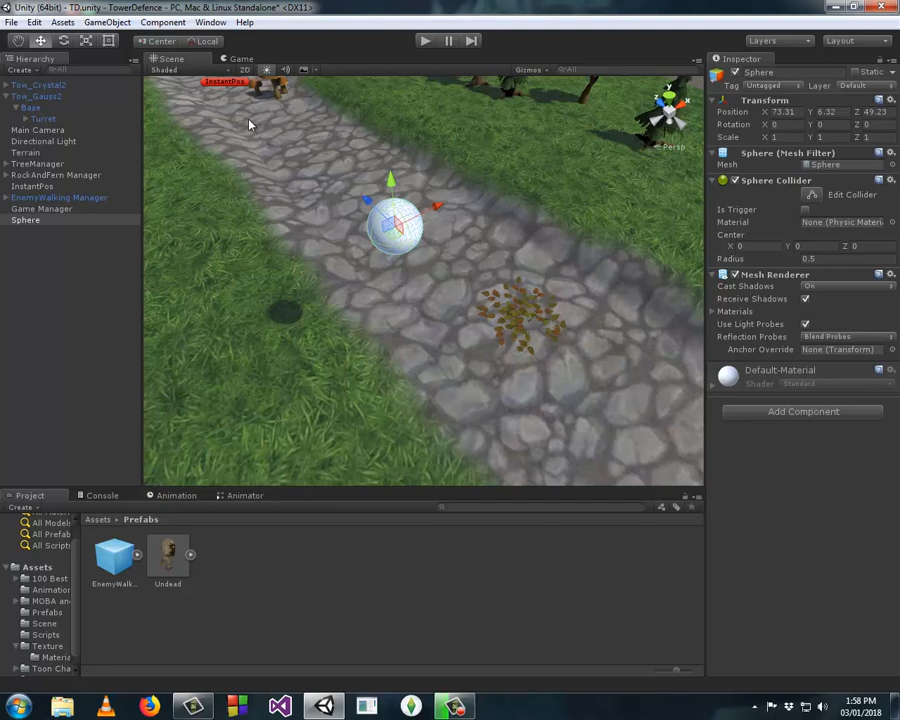 Unity (64bit) - TD.unity - TowerDefence - PC, Mac & Linux Standalone* <DX11>
File Edit Assets GameObject Component Window Help
Center Local Layers Layout
Hierarchy Scene Game Inspector
Create All Shaded 2D Gizmos All
Sphere Static
Tag Untagged Layer Default
Tow_Crystal2
Tow_Gauss2
Base
Turret
Main Camera
Directional Light
Terrain
TreeManager
RockAndFern Manager
InstantPos
EnemyWalking Manager
Game Manager
Sphere
InstantPos
y
x
z
Persp
Transform
Position X 73.31 Y 6.32 Z 49.23
Rotation X 0 Y 0 Z 0
Scale X 1 Y 1 Z 1
Sphere (Mesh Filter)
Mesh Sphere
Sphere Collider
Edit Collider
Is Trigger
Material None (Physic Materi
Center
X 0 Y 0 Z 0
Radius 0.5
Mesh Renderer
Cast Shadows On
Receive Shadows
Materials
Use Light Probes
Reflection Probes Blend Probes
Anchor Override None (Transform)
Default-Material
Shader Standard
Add Component
Project Console Animation Animator
Create
All Models
All Prefab
All Scripts
Assets
100 Best
Animation
MOBA an
Prefabs
Scene
Scripts
Texture
Materia
Toon Cha
Assets Prefabs
EnemyWalk... Undead
1:58 PM
03/01/2018